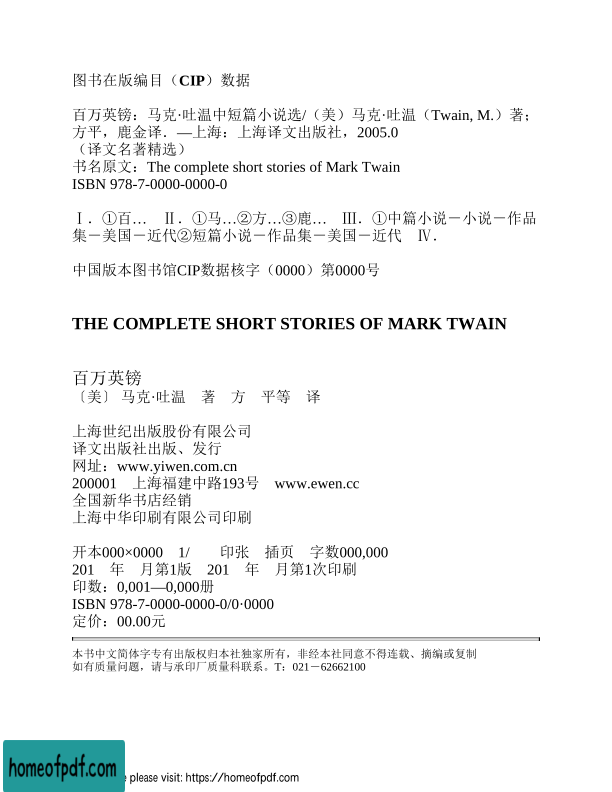 图书在版编目（CIP）数据
百万英镑：马克·吐温中短篇小说选/（美）马克·吐温（Twain, M.）著；
方平，鹿金译．—上海：上海译文出版社，2005.0
（译文名著精选）
书名原文：The complete short stories of Mark Twain
ISBN 978-7-0000-0000-0
Ⅰ．①百…　Ⅱ．①马…②方…③鹿…　Ⅲ．①中篇小说－小说－作品
集－美国－近代②短篇小说－作品集－美国－近代　Ⅳ．
中国版本图书馆CIP数据核字（0000）第0000号
THE COMPLETE SHORT STORIES OF MARK TWAIN
百万英镑
〔美〕 马克·吐温　著　方　平等　译
上海世纪出版股份有限公司
译文出版社出版、发行
网址：www.yiwen.com.cn
200001　上海福建中路193号　www.ewen.cc
全国新华书店经销
上海中华印刷有限公司印刷
开本000×0000　1/　　印张　插页　字数000,000
201　年　月第1版　201　年　月第1次印刷
印数：0,001—0,000册
ISBN 978-7-0000-0000-0/0·0000
定价：00.00元
本书中文简体字专有出版权归本社独家所有，非经本社同意不得连载、摘编或复制
如有质量问题，请与承印厂质量科联系。T：021－62662100
homeofpdf.com
e please visit: https://homeofpdf.com